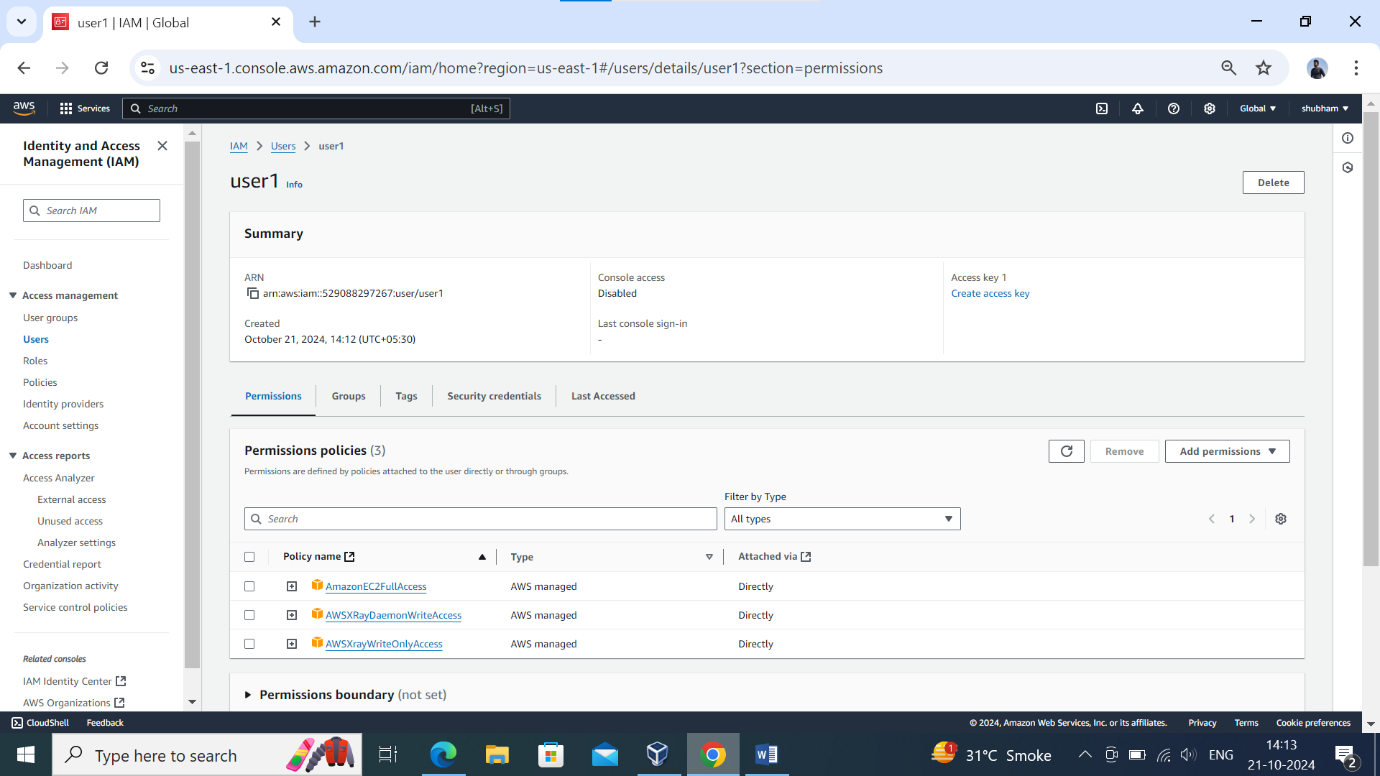 user1 | IAM | Global
us-east-1.console.aws.amazon.com/iam/home?region=us-east-1#/users/details/user1?section=permissions
aws
Services
Search
[Alt+S]
Global
shubham
Identity and Access
Management (IAM)
Search IAM
Dashboard
Access management
User groups
Users
Roles
Policies
Identity providers
Account settings
Access reports
Access Analyzer
External access
Unused access
Analyzer settings
Credential report
Organization activity
Service control policies
Related consoles
IAM Identity Center
AWS Organizations
IAM > Users > user1
user1 Info
Delete
Summary
ARN
arn:aws:iam::529088297267:user/user1
Created
October 21, 2024, 14:12 (UTC+05:30)
Console access
Disabled
Last console sign-in
-
Access key 1
Create access key
Permissions
Groups
Tags
Security credentials
Last Accessed
Permissions policies (3)
Permissions are defined by policies attached to the user directly or through groups.
Remove
Add permissions
Filter by Type
Search
All types
1
Policy name
Type
Attached via
AmazonEC2FullAccess AWS managed Directly
AWSXRayDaemonWriteAccess AWS managed Directly
AWSXrayWriteOnlyAccess AWS managed Directly
Permissions boundary (not set)
CloudShell
Feedback
© 2024, Amazon Web Services, Inc. or its affiliates.
Privacy
Terms
Cookie preferences
Type here to search
1
31°C Smoke
ENG
14:13
21-10-2024
2